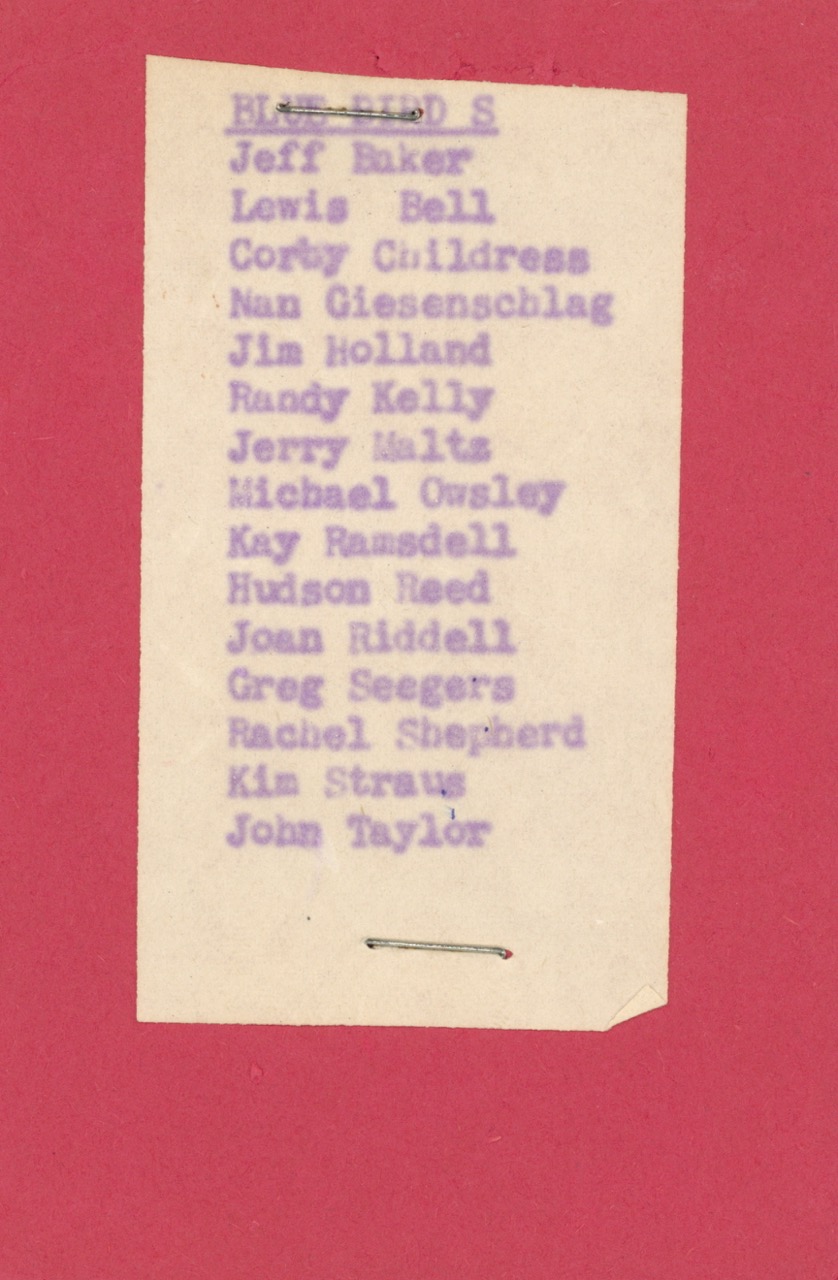 BLUE BIRD S
Jeff Baker
Lewis Bell
Corby Childress
Nan Giesenschlag
Jim Holland
Randy Kelly
Jerry Maltz
Michael Owsley
Kay Ramsdell
Hudson Reed
Joan Riddell
Greg Seegers
Rachel Shepherd
Kim Straus
John Taylor